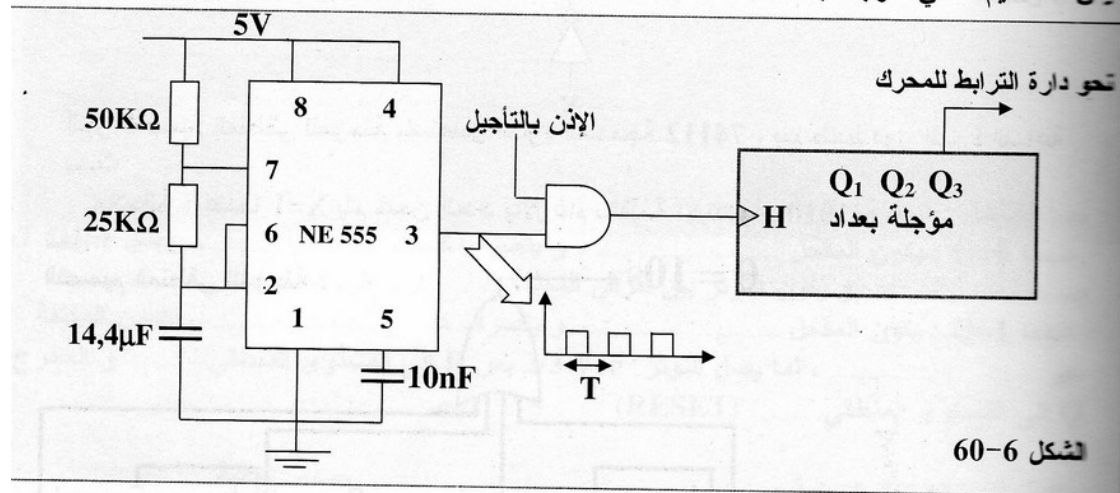 5V
نحو دارة الترابط للمحرك
50KΩ
8 4
الإذن بالتأجيل
7
Q₁ Q₂ Q₃
25KΩ
6 NE 555 3
H
مؤجلة بعداد
2
14,4µF
1 5
10nF
T
الشكل 6-60